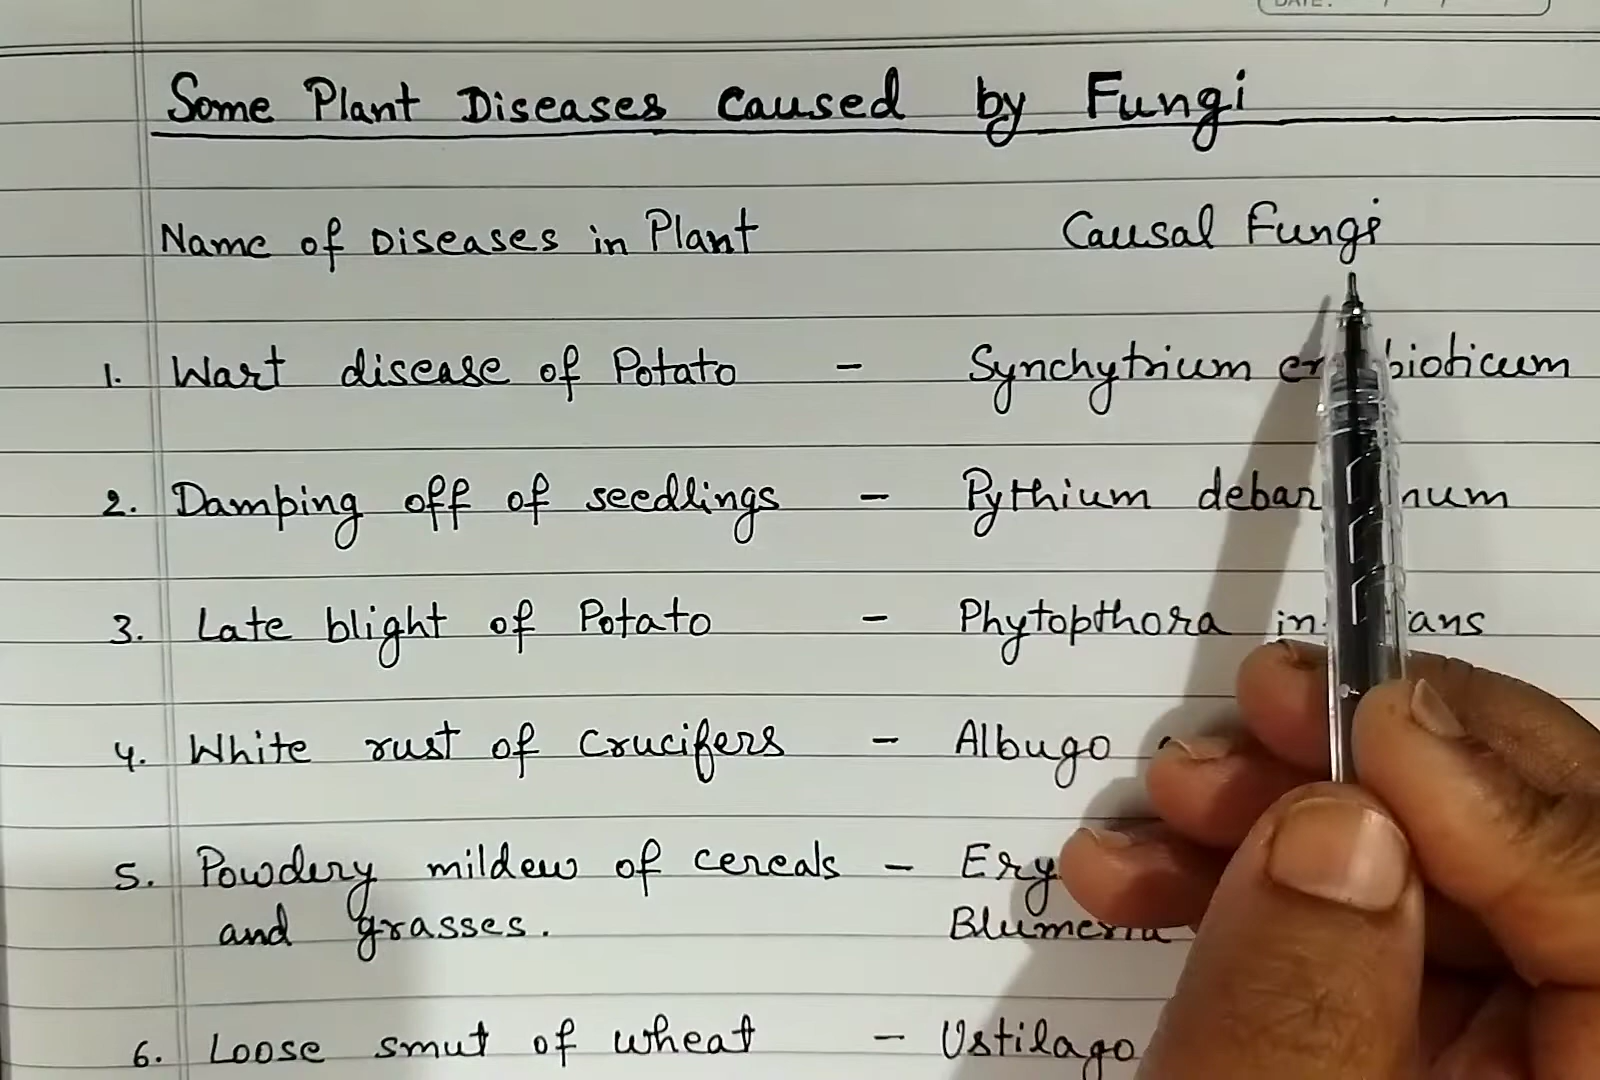 DATE:
Some Plant Diseases caused by Fungi
Name of Diseases in Plant Causal Fungi
1. Wart disease of Potato - Synchytrium
2. Damping off of seedlings - Pythium
3. Late blight of Potato - Phytopthora
4. White rust of Crucifers - Albugo
5. Powdery mildew of cereals -
and grasses. Blumeria
6. Loose smut of wheat - Ustilago